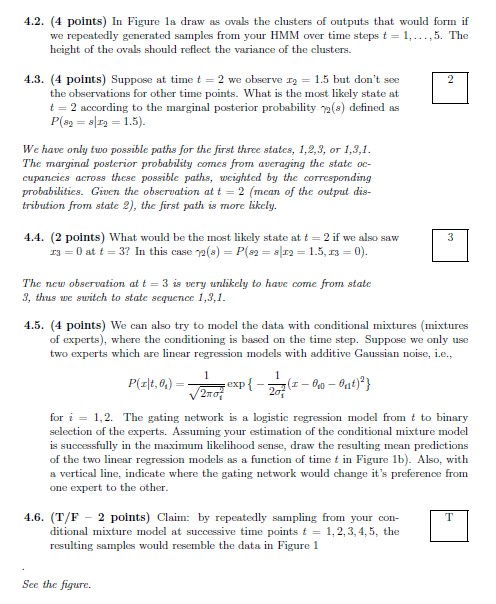 4.2. (4 points) In Figure 1a draw as ovals the clusters of outputs that would form if
we repeatedly generated samples from your HMM over time steps t = 1, . . . , 5. The
height of the ovals should reflect the variance of the clusters.
4.3. (4 points) Suppose at time t = 2 we observe x₂ = 1.5 but don't see
the observations for other time points. What is the most likely state at
t = 2 according to the marginal posterior probability γ₂(s) defined as
P(s₂ = s|x₂ = 1.5).
2
We have only two possible paths for the first three states, 1,2,3, or 1,3,1.
The marginal posterior probability comes from averaging the state oc-
cupancies across these possible paths, weighted by the corresponding
probabilities. Given the observation at t = 2 (mean of the output dis-
tribution from state 2), the first path is more likely.
4.4. (2 points) What would be the most likely state at t = 2 if we also saw
x₃ = 0 at t = 3? In this case γ₂(s) = P(s₂ = s|x₂ = 1.5, x₃ = 0).
3
The new observation at t = 3 is very unlikely to have come from state
3, thus we switch to state sequence 1,3,1.
4.5. (4 points) We can also try to model the data with conditional mixtures (mixtures
of experts), where the conditioning is based on the time step. Suppose we only use
two experts which are linear regression models with additive Gaussian noise, i.e.,
P(x|t, θᵢ) = 1/√(2πσᵢ²) exp { − 1/(2σᵢ²) (x − θᵢ₀ − θᵢ₁t)² }
for i = 1, 2. The gating network is a logistic regression model from t to binary
selection of the experts. Assuming your estimation of the conditional mixture model
is successfully in the maximum likelihood sense, draw the resulting mean predictions
of the two linear regression models as a function of time t in Figure 1b). Also, with
a vertical line, indicate where the gating network would change it's preference from
one expert to the other.
4.6. (T/F – 2 points) Claim: by repeatedly sampling from your con-
ditional mixture model at successive time points t = 1, 2, 3, 4, 5, the
resulting samples would resemble the data in Figure 1
T
.
See the figure.